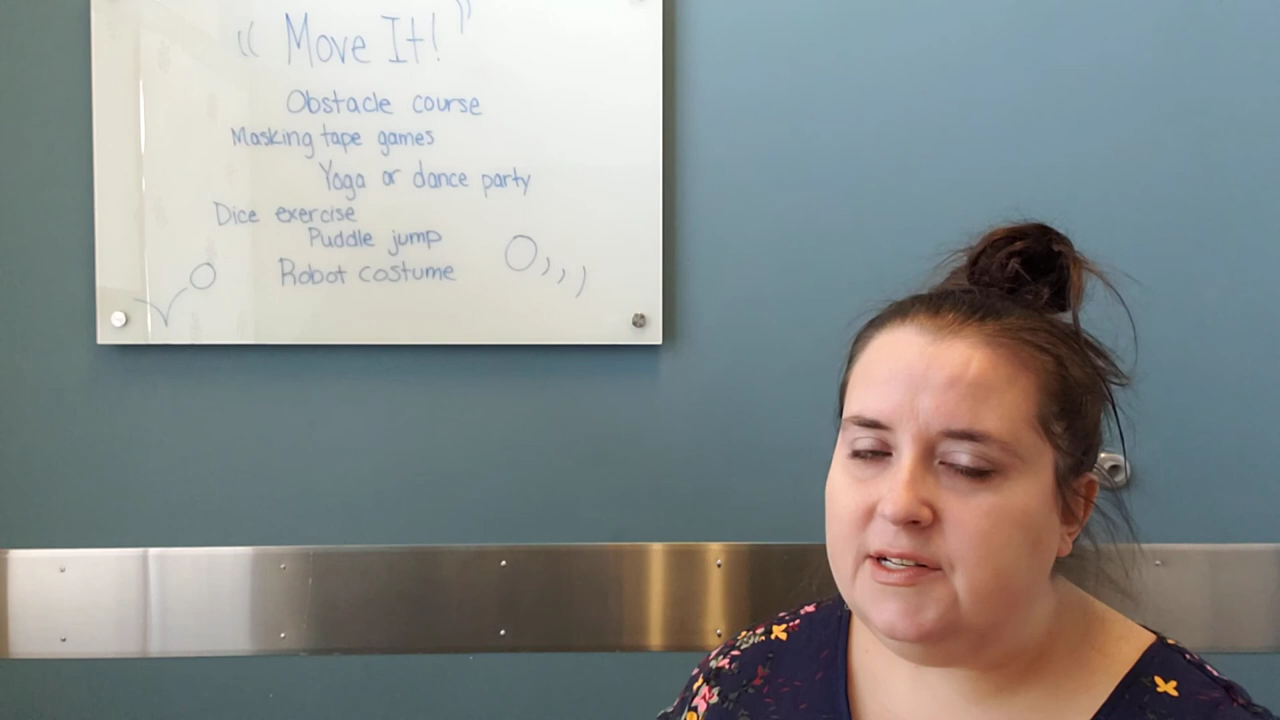 "Move It!"
Obstacle course
Masking tape games
Yoga or dance party
Dice exercise
Puddle jump
Robot costume